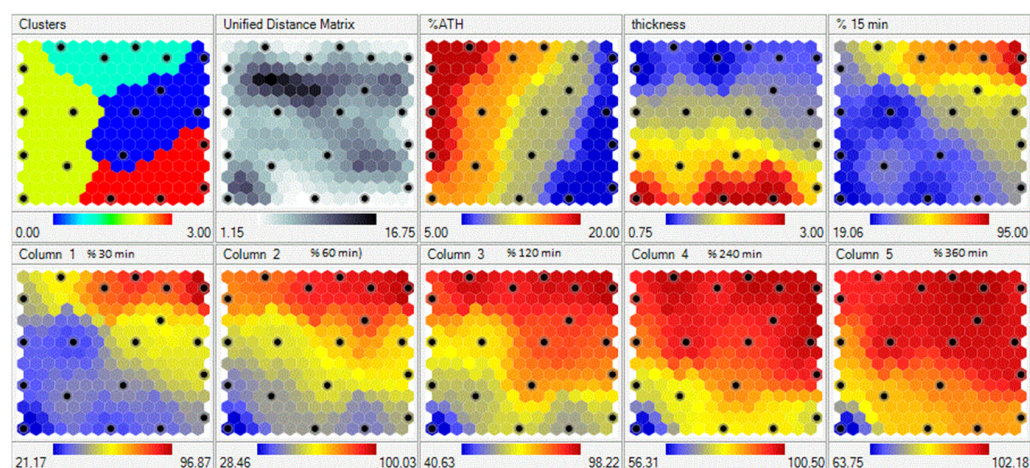 Clusters Unified Distance Matrix %ATH thickness % 15 min
0.00 3.00 1.15 16.75 5.00 20.00 0.75 3.00 19.06 95.00
Column 1 % 30 min Column 2 % 60 min) Column 3 % 120 min Column 4 % 240 min Column 5 % 360 min
21.17 96.87 28.46 100.03 40.63 98.22 56.31 100.50 63.75 102.18